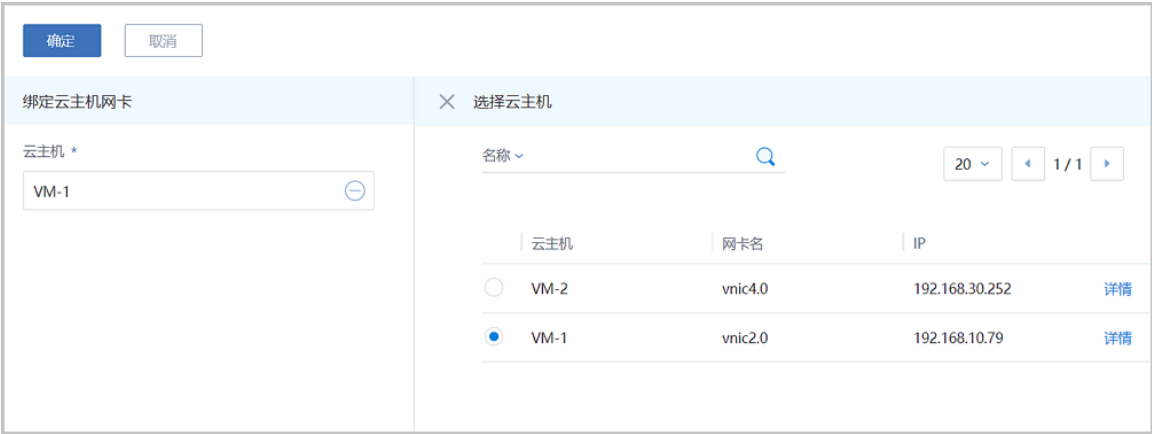 确定 取消
绑定云主机网卡
云主机 *
VM-1
选择云主机
名称
20 1 / 1
云主机 网卡名 IP
VM-2 vnic4.0 192.168.30.252 详情
VM-1 vnic2.0 192.168.10.79 详情